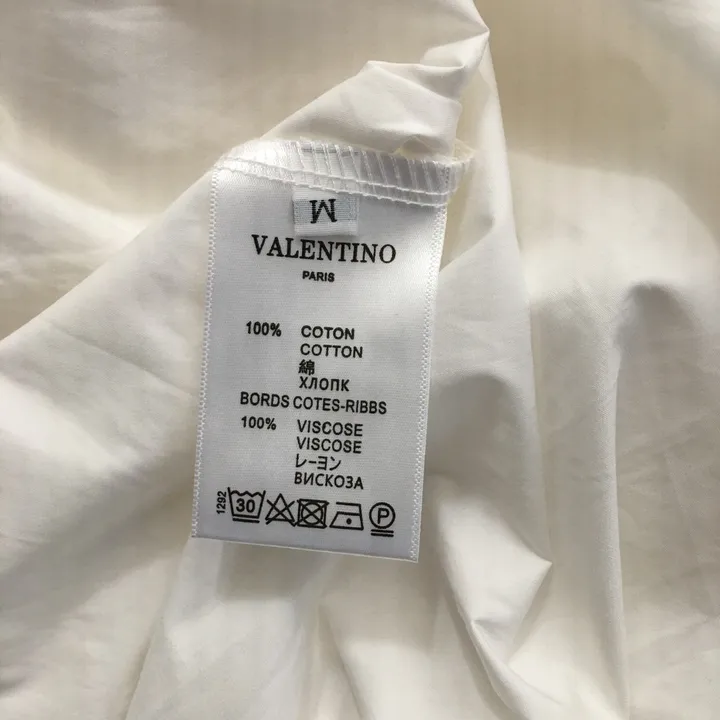 M
VALENTINO
PARIS
100% COTON
COTTON
綿
ХЛОПК
BORDS COTES-RIBBS
100% VISCOSE
VISCOSE
レーヨン
ВИСКОЗА
1292
30 P